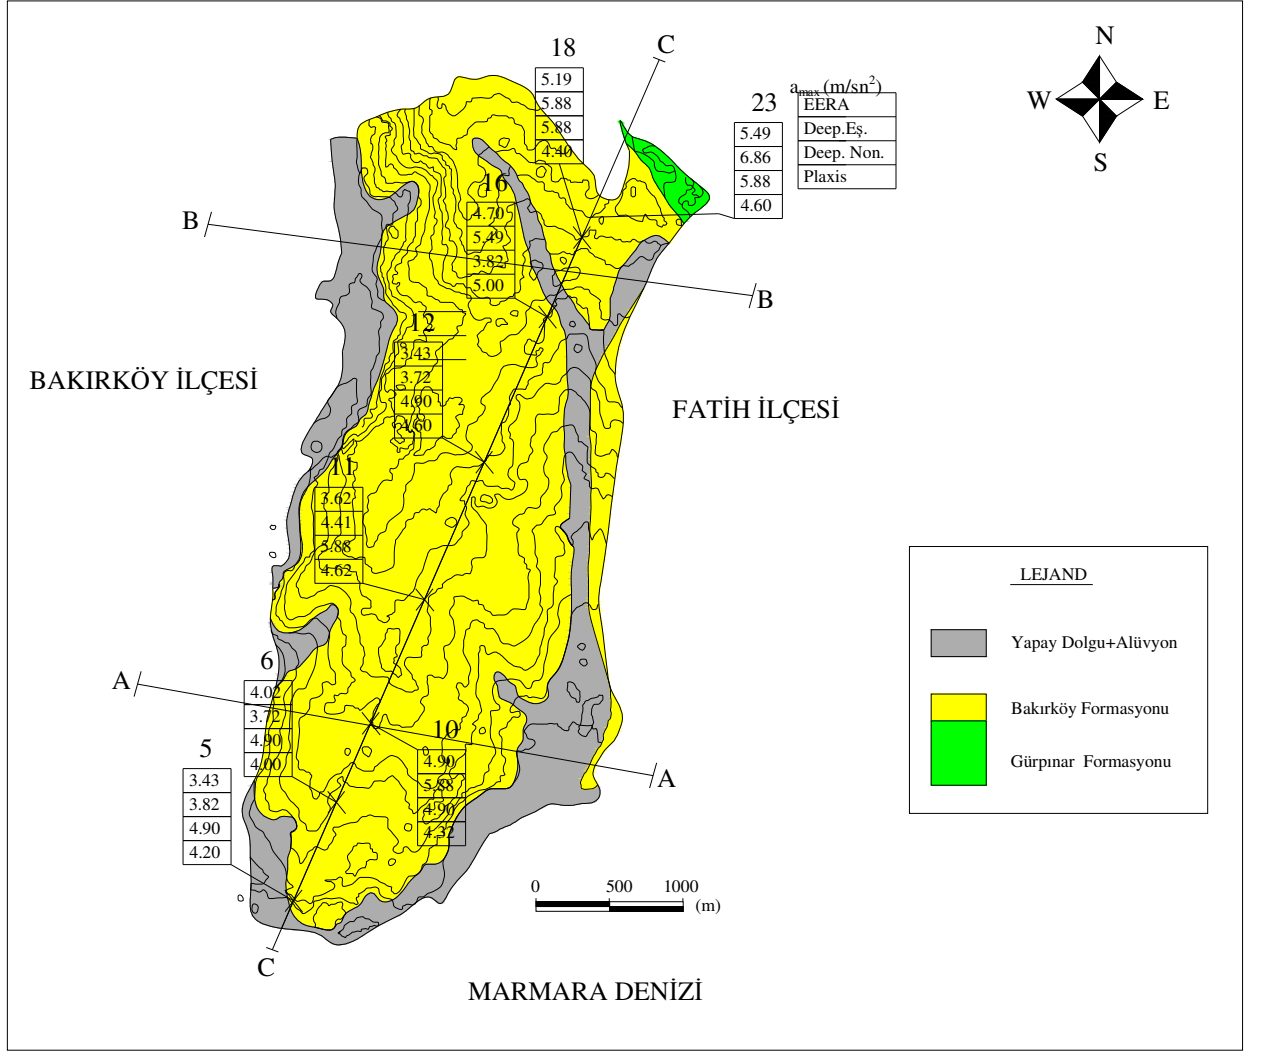 18
5.19
5.88
5.88
4.40
C
N
W
E
S
a max (m/sn²)
EERA
Deep.Eş.
Deep. Non.
Plaxis
23
5.49
6.86
5.88
4.60
16
4.70
5.49
3.82
5.00
B
B
12
3.43
3.72
4.90
4.60
BAKIRKÖY İLÇESİ
FATİH İLÇESİ
11
3.62
4.41
5.88
4.62
LEJAND
Yapay Dolgu+Alüvyon
Bakırköy Formasyonu
Gürpınar Formasyonu
6
4.02
3.72
4.90
4.00
A
A
10
4.90
5.88
4.90
4.32
5
3.43
3.82
4.90
4.20
0 500 1000
(m)
C
MARMARA DENİZİ